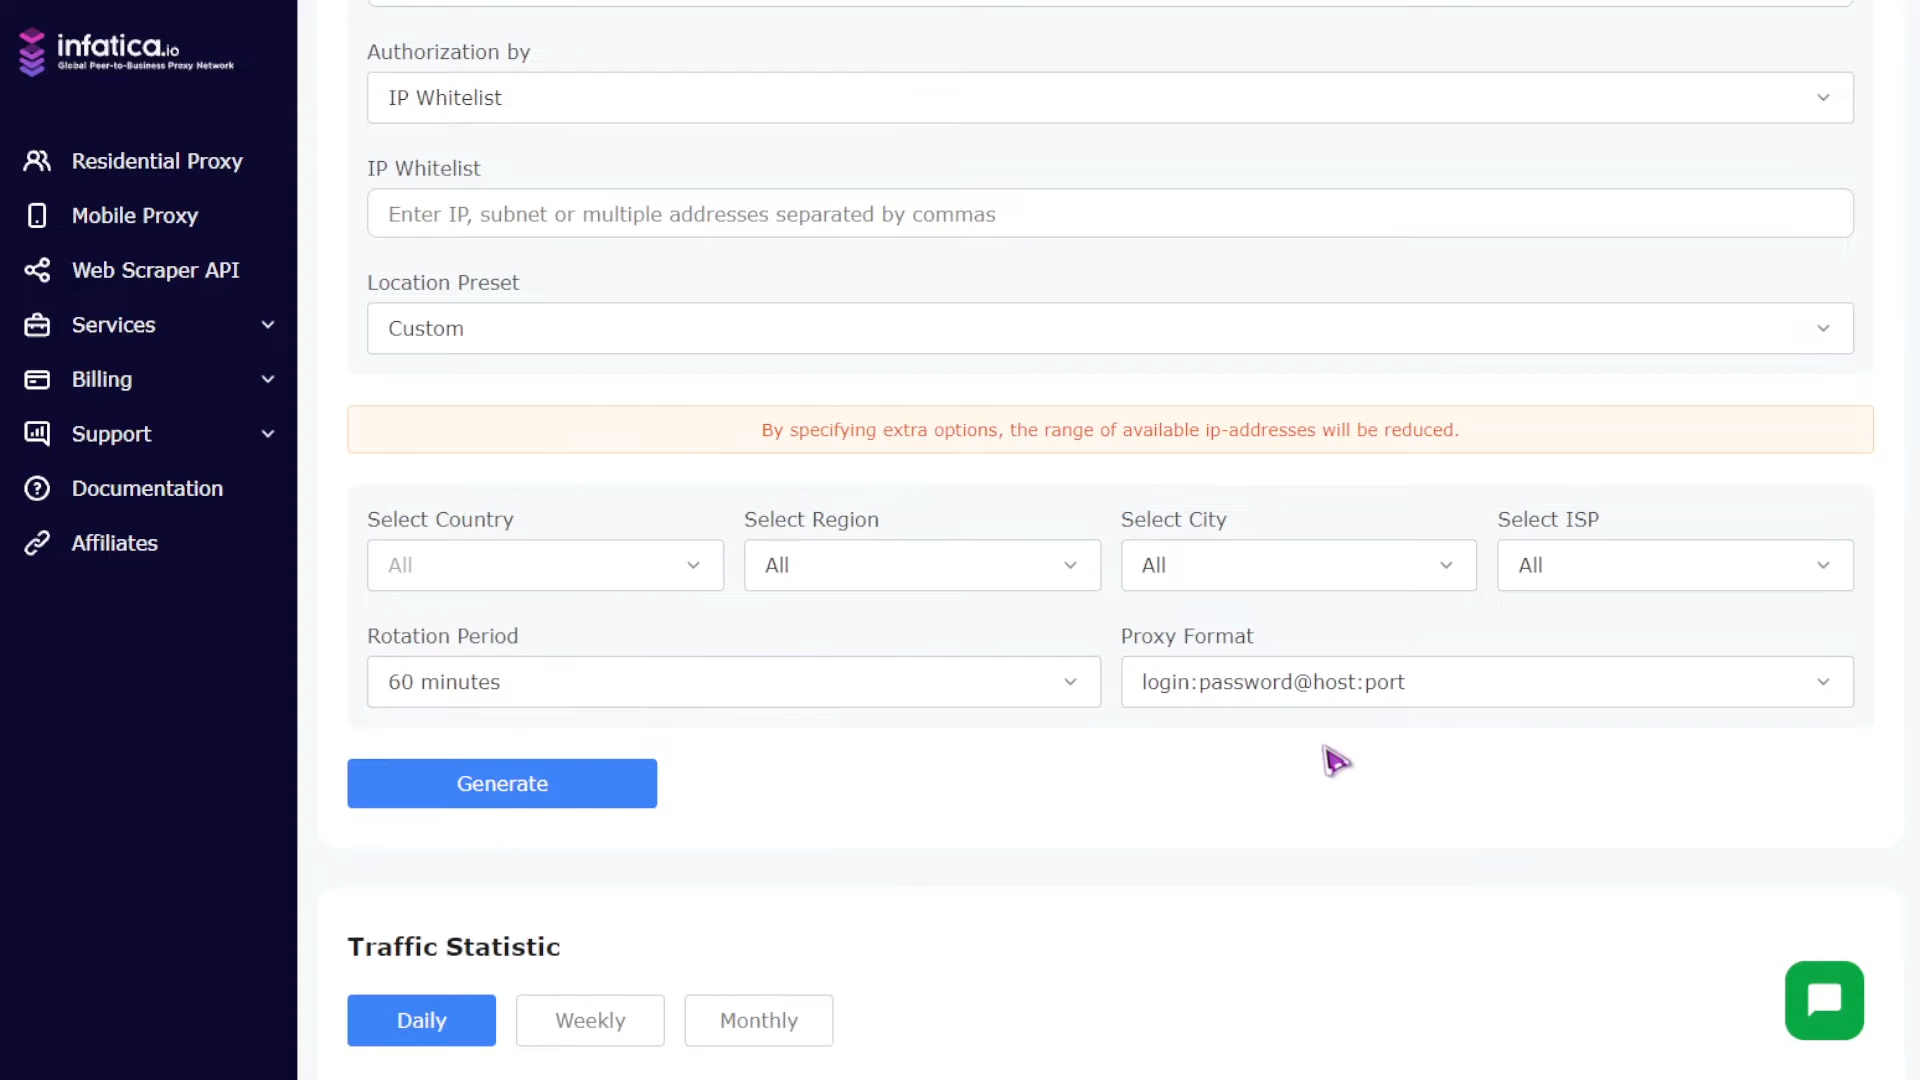 infatica.io
Global Peer-to-Business Proxy Network
Residential Proxy
Mobile Proxy
Web Scraper API
Services
Billing
Support
Documentation
Affiliates
Authorization by
IP Whitelist
IP Whitelist
Enter IP, subnet or multiple addresses separated by commas
Location Preset
Custom
By specifying extra options, the range of available ip-addresses will be reduced.
Select Country
Select Region
Select City
Select ISP
All
All
All
All
Rotation Period
Proxy Format
60 minutes
login:password@host:port
Generate
Traffic Statistic
Daily
Weekly
Monthly